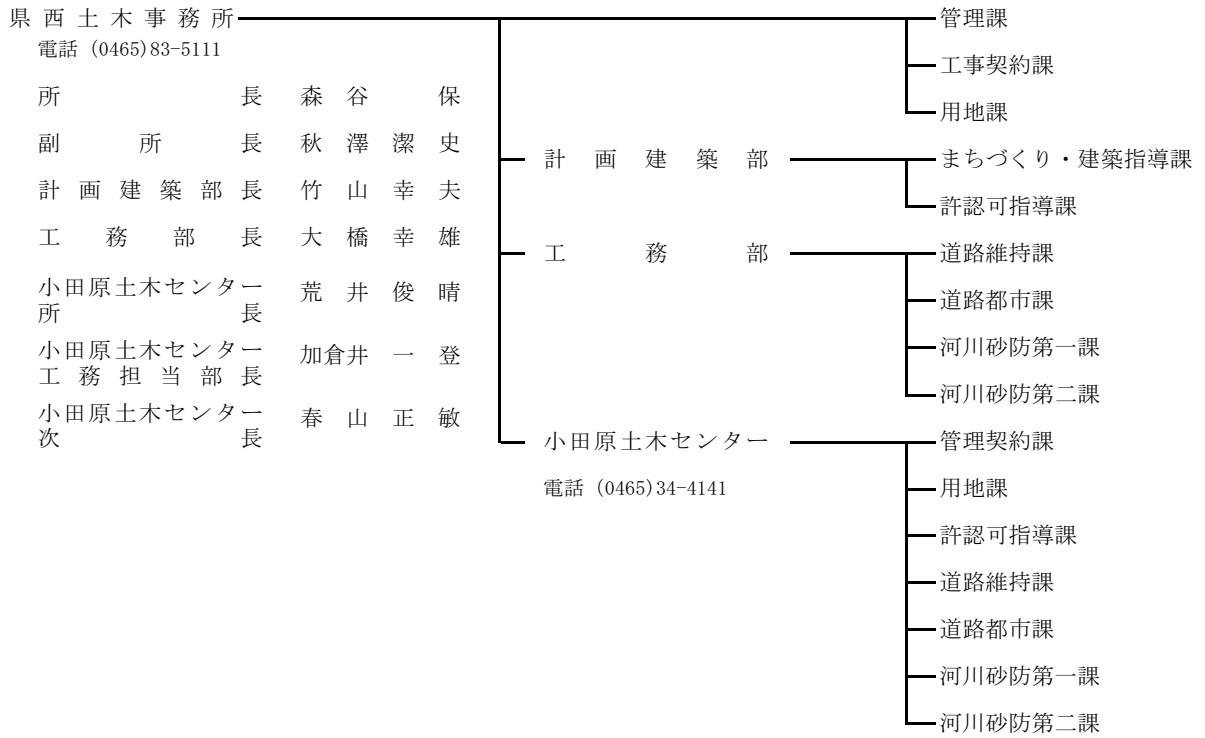 県西土木事務所
電話 (0465)83-5111
所長 森谷保
副所長 秋澤潔史
計画建築部長 竹山幸夫
工務部長 大橋幸雄
小田原土木センター
所長 荒井俊晴
小田原土木センター
工務担当部長 加倉井一登
小田原土木センター
次長 春山正敏
管理課
工事契約課
用地課
計画建築部
まちづくり・建築指導課
許認可指導課
工務部
道路維持課
道路都市課
河川砂防第一課
河川砂防第二課
小田原土木センター
電話 (0465)34-4141
管理契約課
用地課
許認可指導課
道路維持課
道路都市課
河川砂防第一課
河川砂防第二課